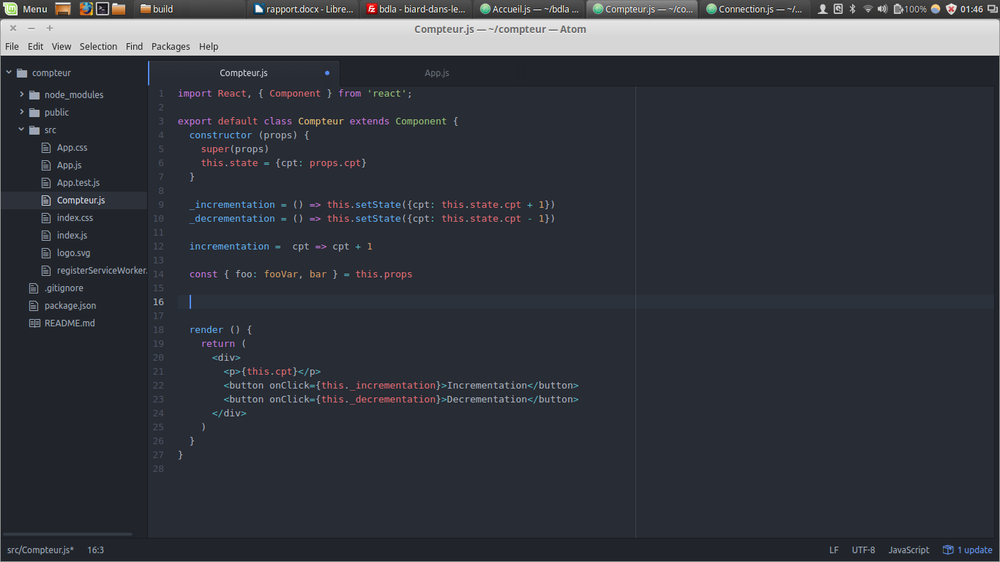 Menu
build
rapport.docx - Libre...
bdla - biard-dans-le...
Accueil.js — ~/bdla ...
Compteur.js — ~/co...
Connection.js — ~/...
100%
01:46
Compteur.js — ~/compteur — Atom
File Edit View Selection Find Packages Help
compteur
node_modules
public
src
App.css
App.js
App.test.js
Compteur.js
index.css
index.js
logo.svg
registerServiceWorker.
.gitignore
package.json
README.md
Compteur.js
App.js
1 import React, { Component } from 'react';
2
3 export default class Compteur extends Component {
4 constructor (props) {
5 super(props)
6 this.state = {cpt: props.cpt}
7 }
8
9 _incrementation = () => this.setState({cpt: this.state.cpt + 1})
10 _decrementation = () => this.setState({cpt: this.state.cpt - 1})
11
12 incrementation =  cpt => cpt + 1
13
14 const { foo: fooVar, bar } = this.props
15
16
17
18 render () {
19 return (
20 <div>
21 <p>{this.cpt}</p>
22 <button onClick={this._incrementation}>Incrementation</button>
23 <button onClick={this._decrementation}>Decrementation</button>
24 </div>
25 )
26 }
27 }
28
src/Compteur.js* 16:3
LF UTF-8 JavaScript 1 update